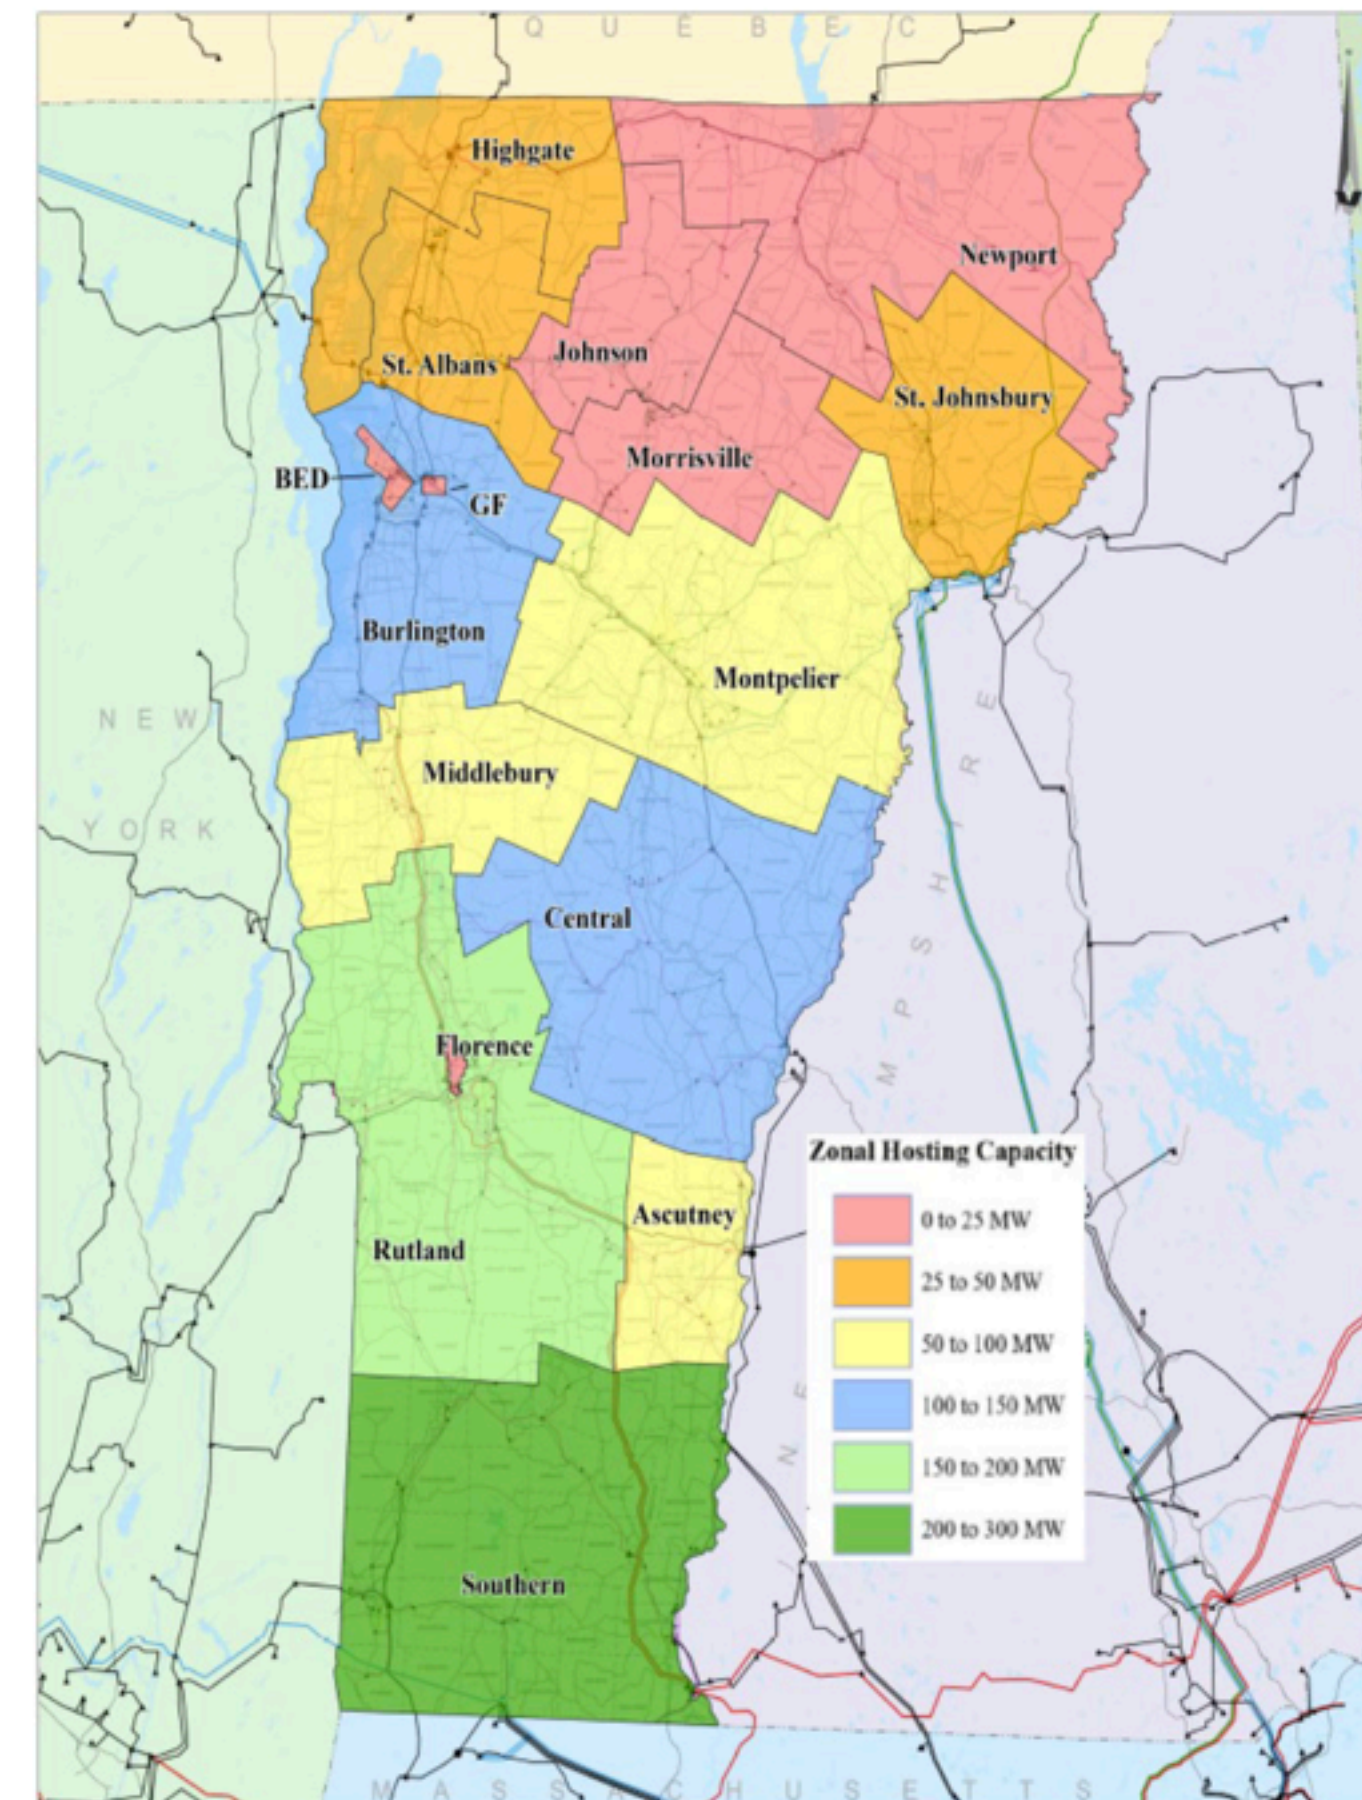 Q U E B E C
Highgate
Newport
St. Albans
Johnson
St. Johnsbury
Morrisville
BED
GF
Burlington
Montpelier
N E W
Y O R K
Middlebury
Central
Florence
Ascutney
Rutland
Southern
N E
M P S H I R E
Zonal Hosting Capacity
0 to 25 MW
25 to 50 MW
50 to 100 MW
100 to 150 MW
150 to 200 MW
200 to 300 MW
M A S S A C H U S E T T S